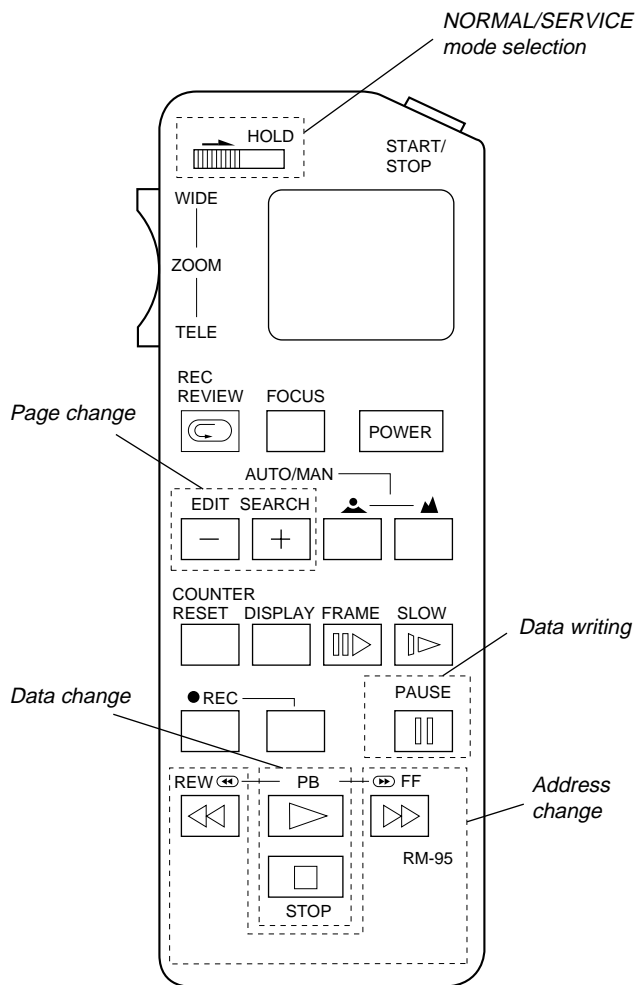 NORMAL/SERVICE
mode selection
HOLD
START/
STOP
WIDE
ZOOM
TELE
REC
REVIEW
FOCUS
POWER
Page change
AUTO/MAN
EDIT SEARCH
COUNTER
RESET DISPLAY FRAME SLOW
Data writing
PAUSE
Data change
REC
REW PB FF
Address
change
RM-95
STOP